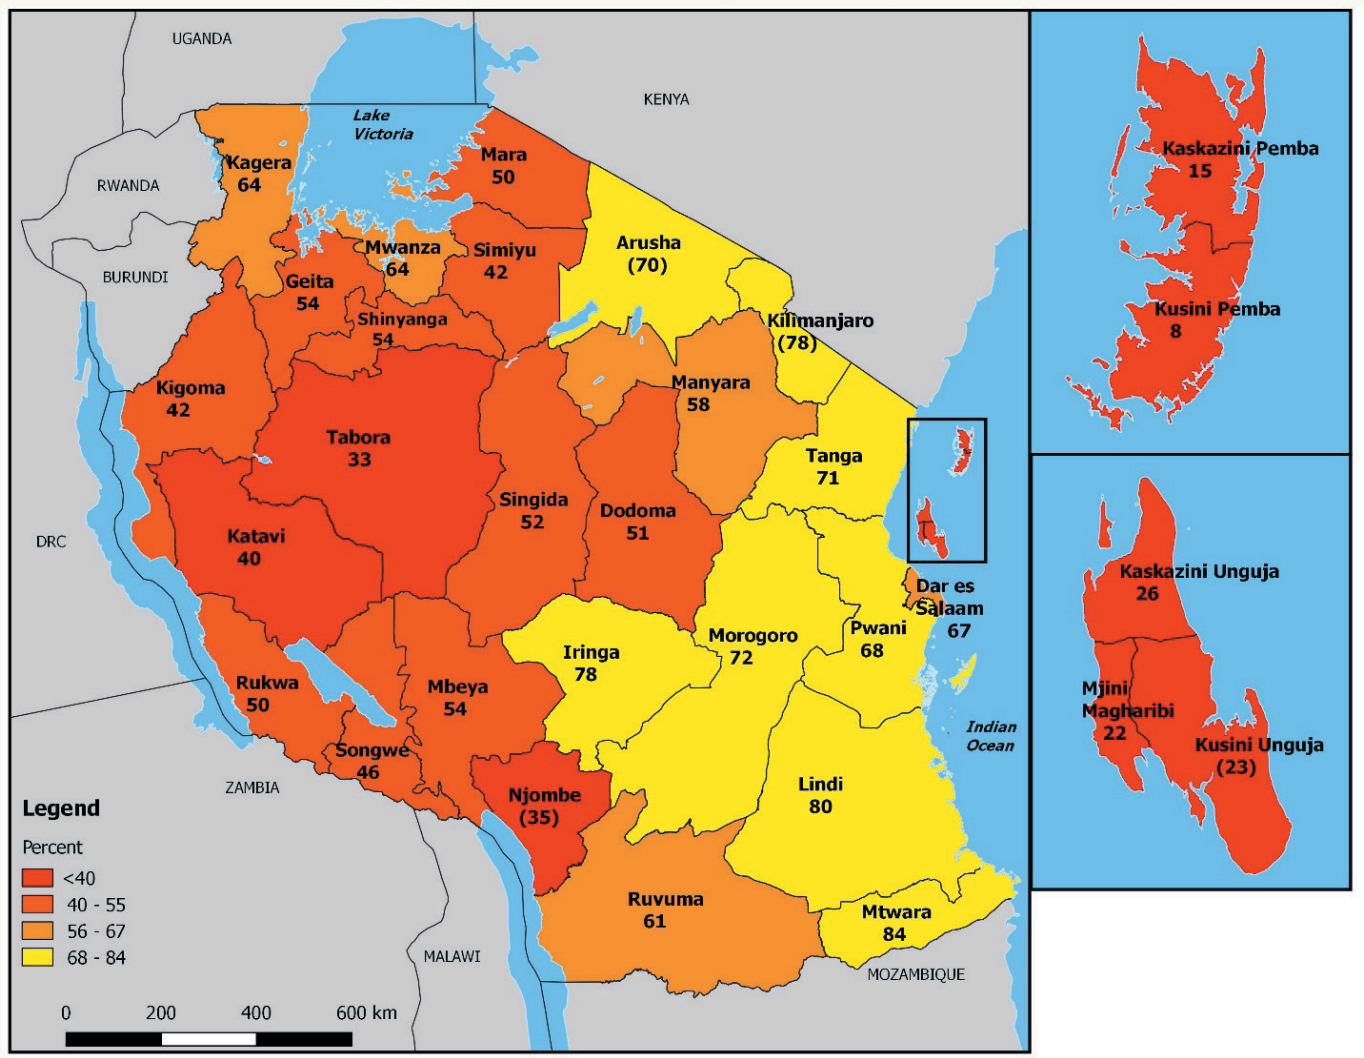 UGANDA
KENYA
Lake
Victoria
RWANDA
BURUNDI
DRC
ZAMBIA
MALAWI
MOZAMBIQUE
Indian
Ocean
Kagera
64
Mara
50
Mwanza
64
Simiyu
42
Geita
54
Shinyanga
54
Arusha
(70)
Kilimanjaro
(78)
Manyara
58
Kigoma
42
Tabora
33
Tanga
71
Singida
52
Dodoma
51
Katavi
40
Dar es
Salaam
67
Pwani
68
Morogoro
72
Iringa
78
Rukwa
50
Mbeya
54
Songwe
46
Njombe
(35)
Lindi
80
Ruvuma
61
Mtwara
84
Legend
Percent
<40
40 - 55
56 - 67
68 - 84
0 200 400 600 km
Kaskazini Pemba
15
Kusini Pemba
8
Kaskazini Unguja
26
Mjini
Magharibi
22
Kusini Unguja
(23)